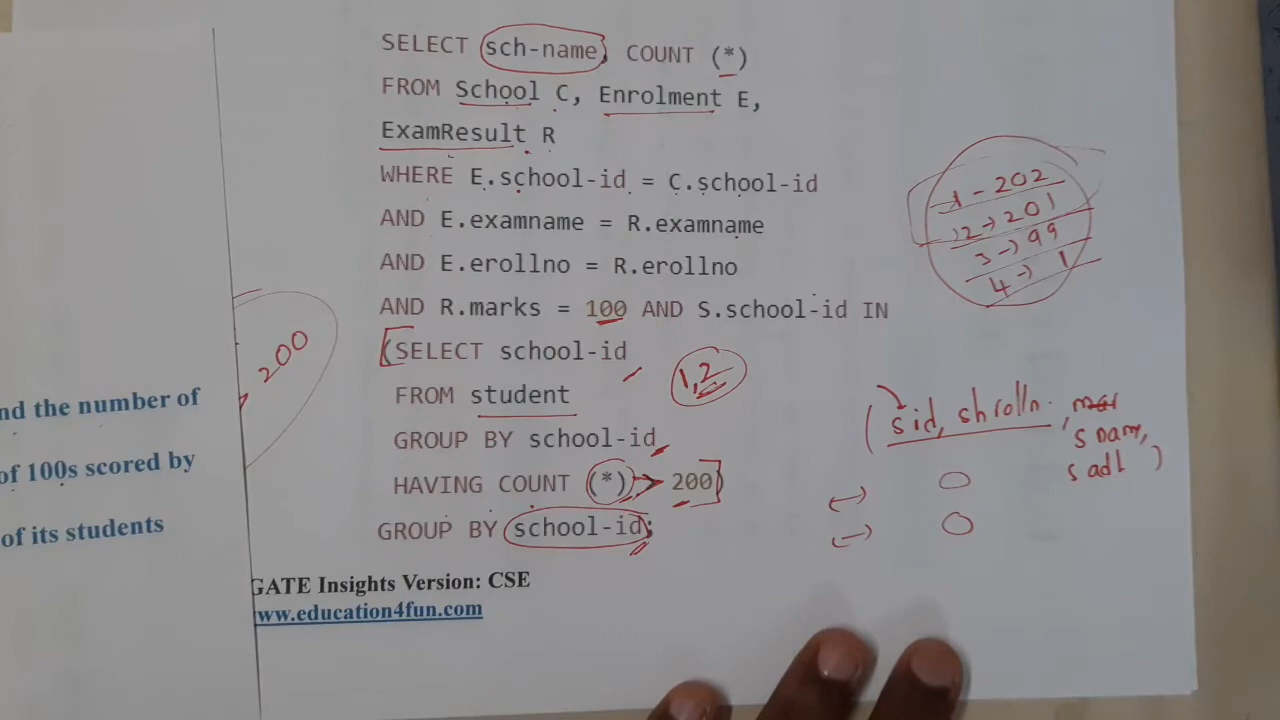 SELECT sch-name, COUNT (*)
FROM School C, Enrolment E,
ExamResult R
WHERE E.school-id = C.school-id
AND E.examname = R.examname
AND E.erollno = R.erollno
AND R.marks = 100 AND S.school-id IN
(SELECT school-id
FROM student
GROUP BY school-id
HAVING COUNT (*) > 200)
GROUP BY school-id;
GATE Insights Version: CSE
www.education4fun.com
200
nd the number of
of 100s scored by
of its students
1,2
1 - 202
2 → 201
3 → 99
4 → 1
(sid, shrolln.,
snam,
sadd )